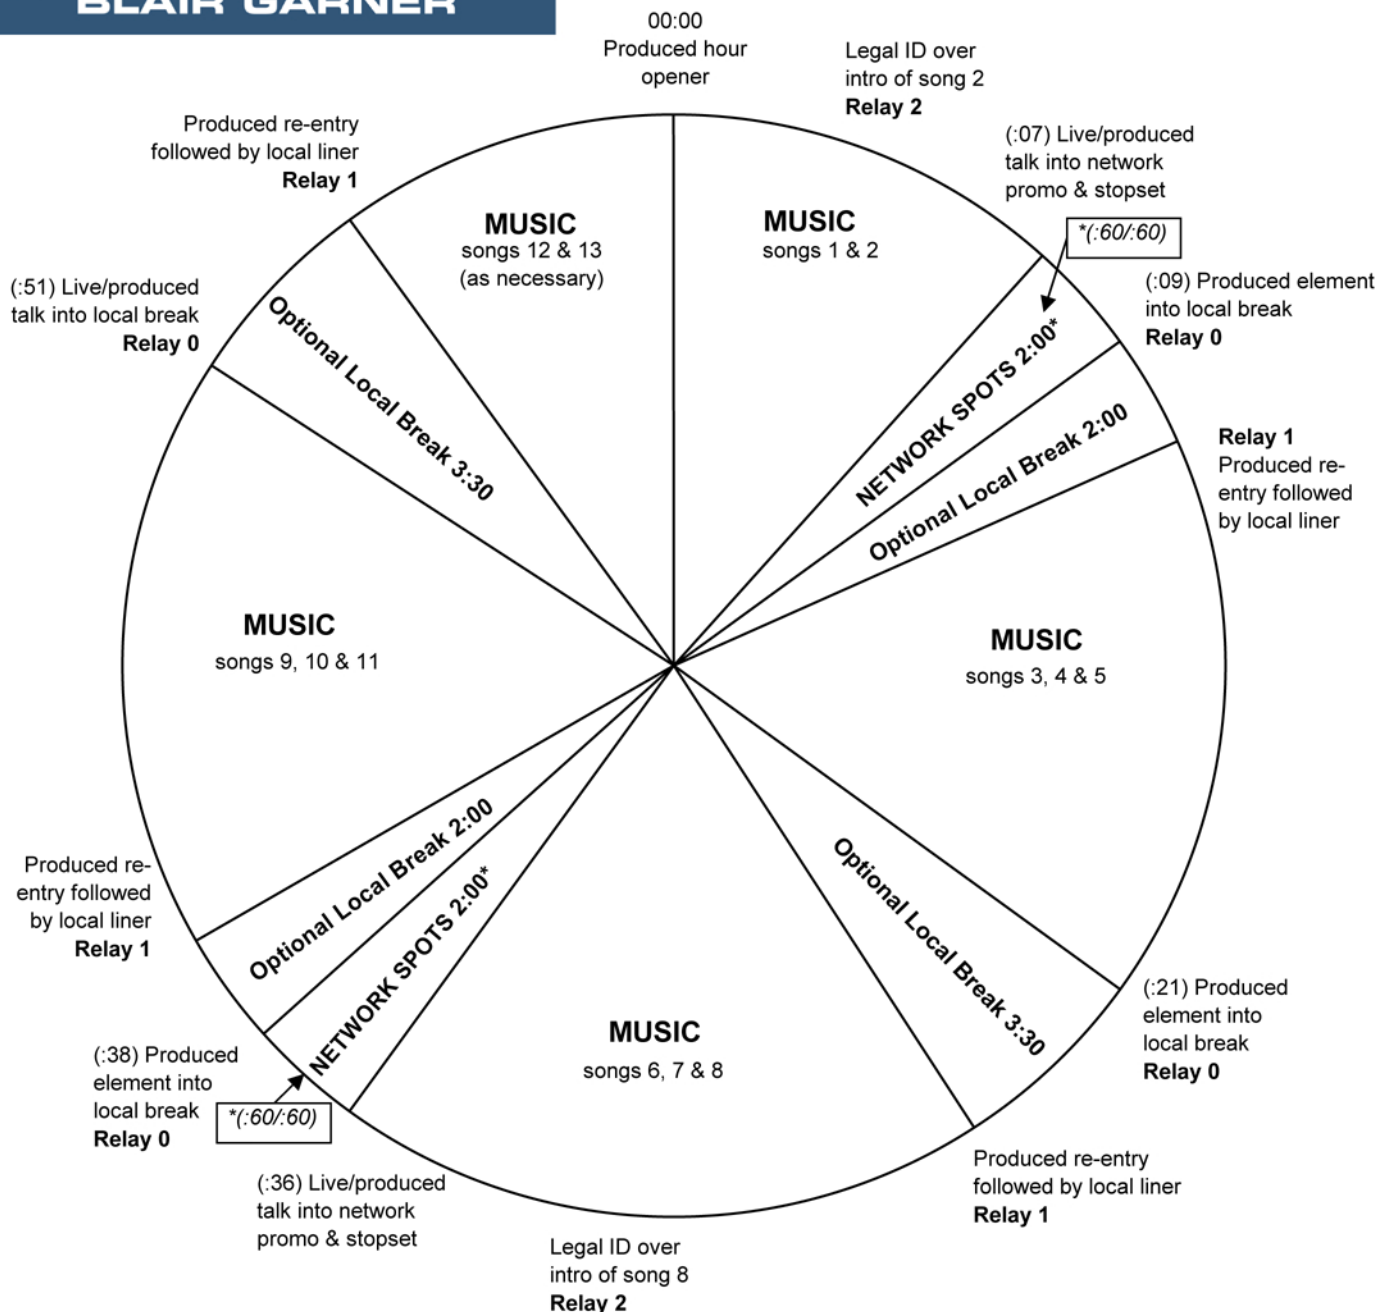 BLAIR GARNER
00:00
Produced hour
opener
Legal ID over
intro of song 2
Relay 2
(:07) Live/produced
talk into network
promo & stopset
*(:60/:60)
(:09) Produced element
into local break
Relay 0
Relay 1
Produced re-
entry followed
by local liner
(:21) Produced
element into
local break
Relay 0
Produced re-entry
followed by local liner
Relay 1
Legal ID over
intro of song 8
Relay 2
(:36) Live/produced
talk into network
promo & stopset
*(:60/:60)
(:38) Produced
element into
local break
Relay 0
Produced re-
entry followed
by local liner
Relay 1
(:51) Live/produced
talk into local break
Relay 0
Produced re-entry
followed by local liner
Relay 1
MUSIC
songs 1 & 2
NETWORK SPOTS 2:00*
Optional Local Break 2:00
MUSIC
songs 3, 4 & 5
Optional Local Break 3:30
MUSIC
songs 6, 7 & 8
NETWORK SPOTS 2:00*
Optional Local Break 2:00
MUSIC
songs 9, 10 & 11
Optional Local Break 3:30
MUSIC
songs 12 & 13
(as necessary)